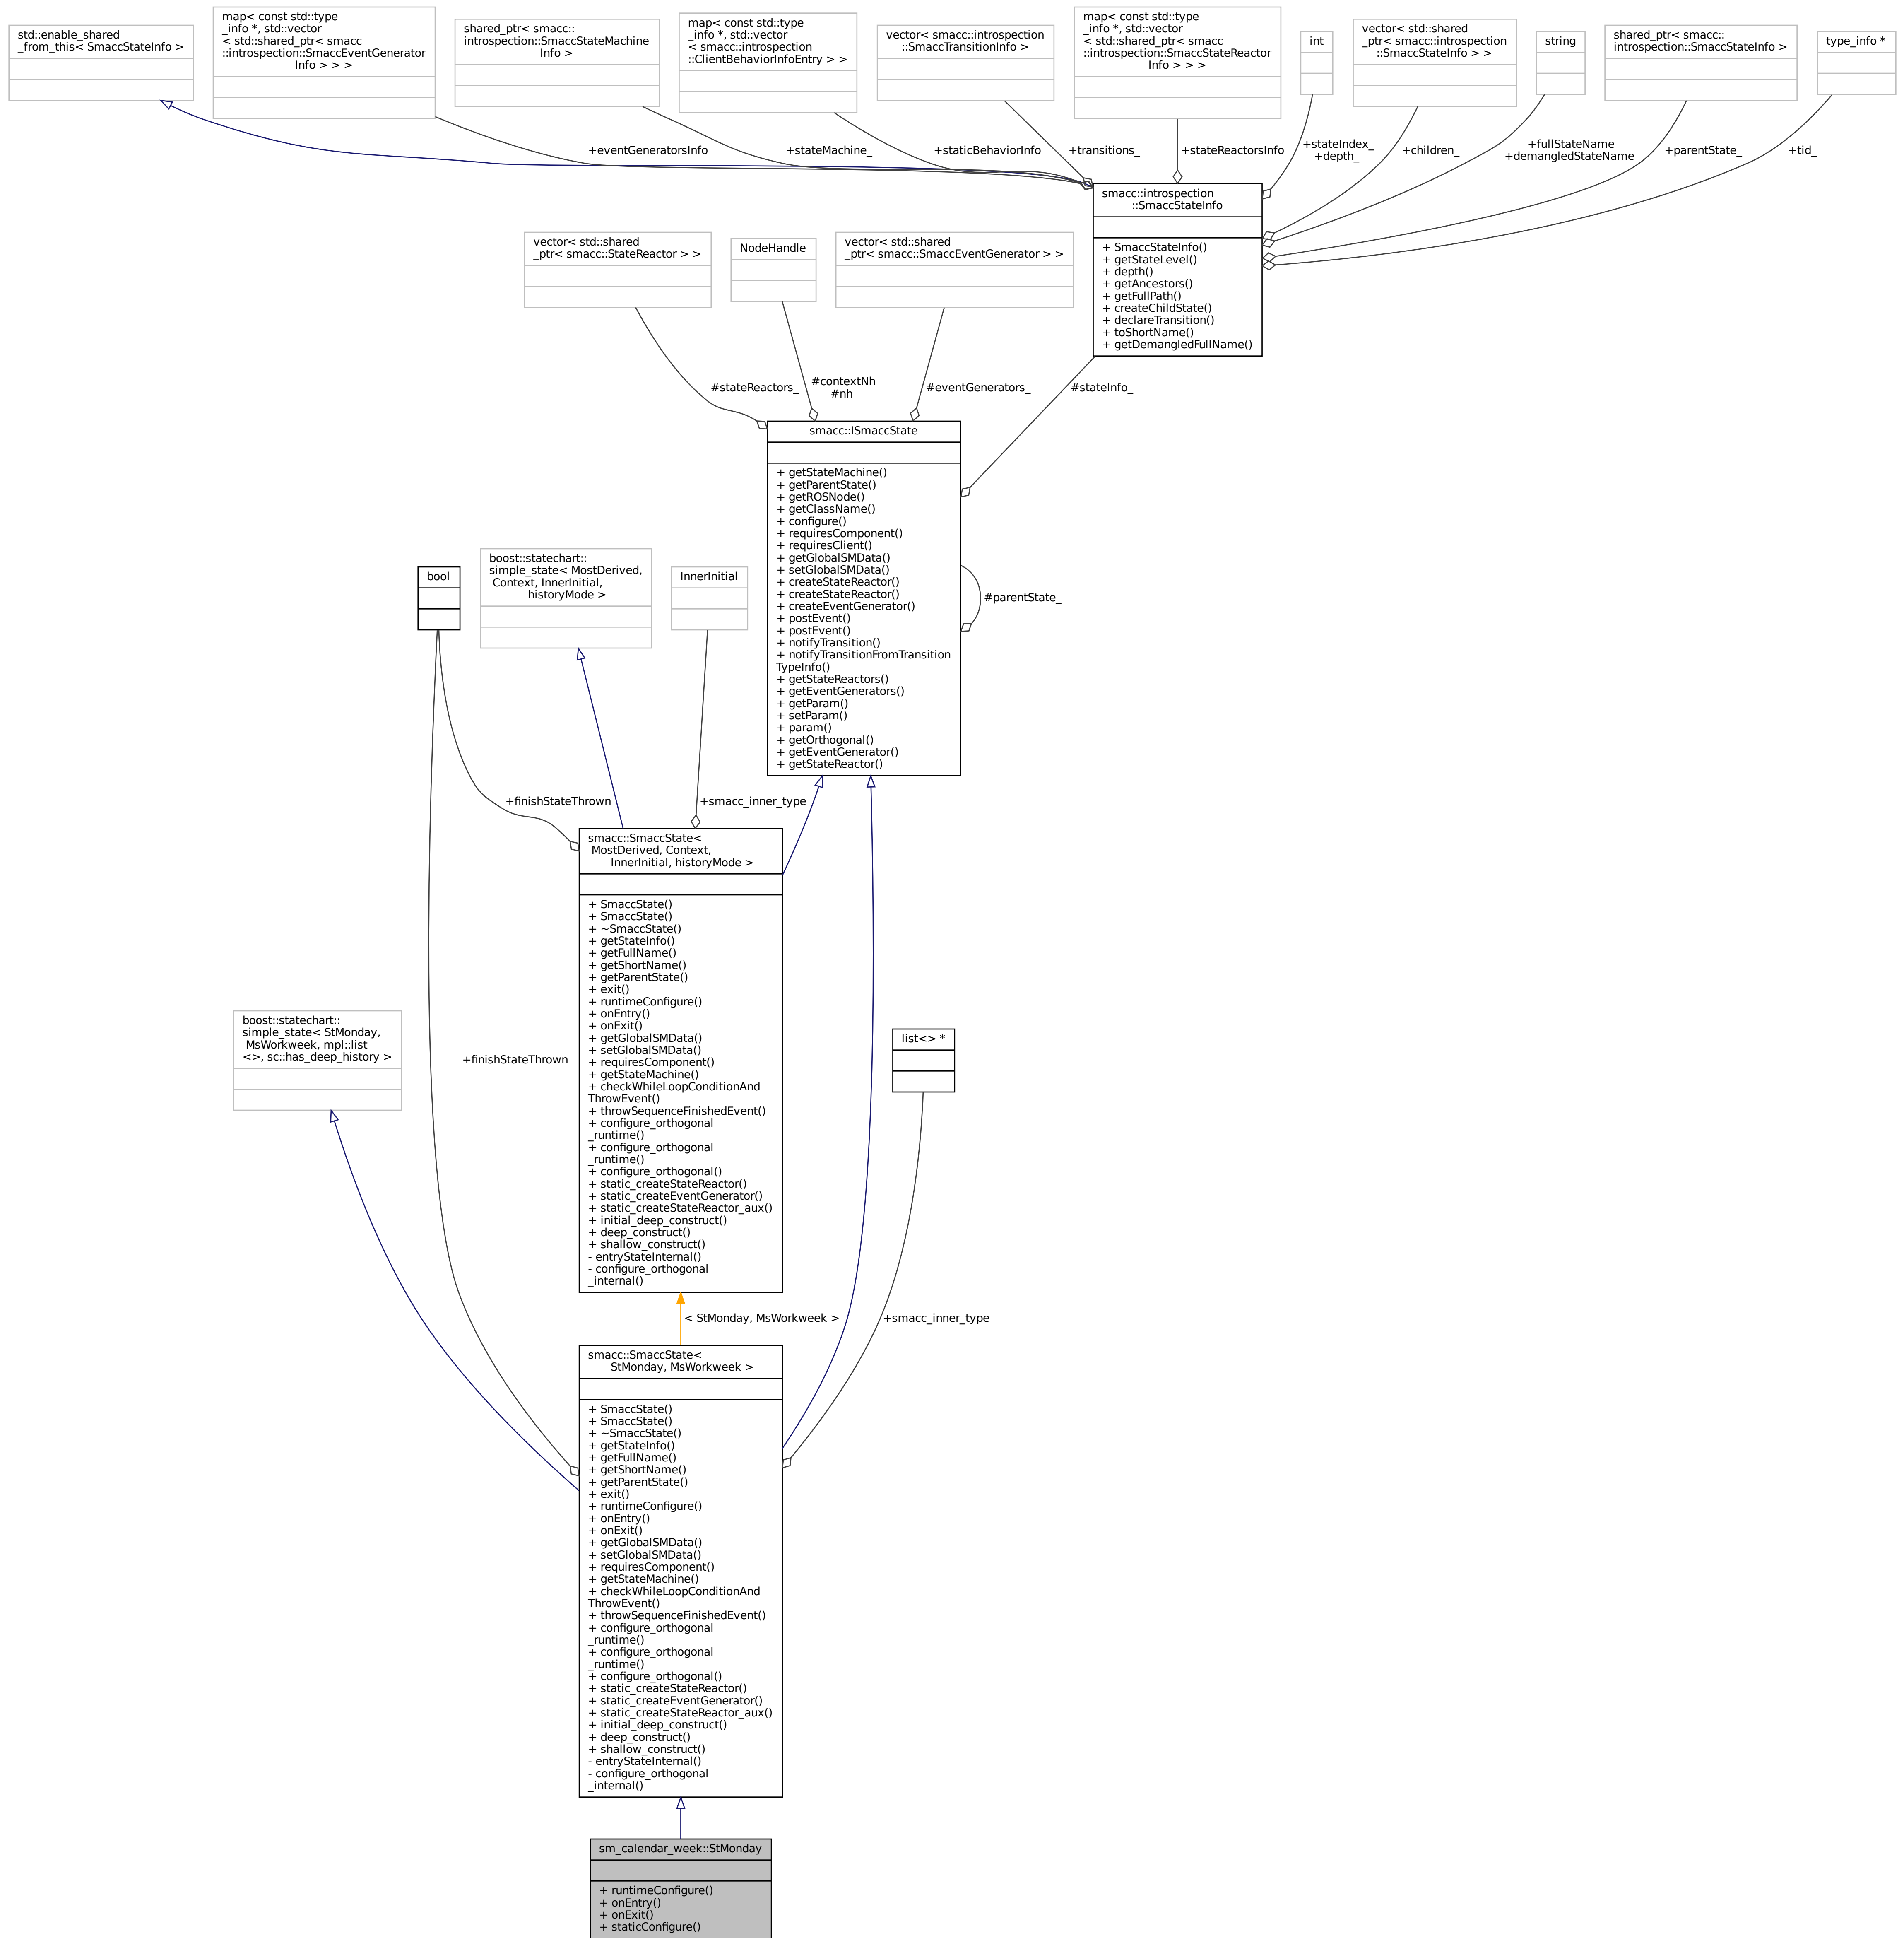 std::enable_shared
_from_this< SmaccStateInfo >
map< const std::type
_info *, std::vector
< std::shared_ptr< smacc
::introspection::SmaccEventGenerator
Info > > >
shared_ptr< smacc::
introspection::SmaccStateMachine
Info >
map< const std::type
_info *, std::vector
< smacc::introspection
::ClientBehaviorInfoEntry > >
vector< smacc::introspection
::SmaccTransitionInfo >
map< const std::type
_info *, std::vector
< std::shared_ptr< smacc
::introspection::SmaccStateReactor
Info > > >
int
vector< std::shared
_ptr< smacc::introspection
::SmaccStateInfo > >
string
shared_ptr< smacc::
introspection::SmaccStateInfo >
type_info *
+eventGeneratorsInfo
+stateMachine_
+staticBehaviorInfo
+transitions_
+stateReactorsInfo
+stateIndex_
+depth_
+children_
+fullStateName
+demangledStateName
+parentState_
+tid_
smacc::introspection
::SmaccStateInfo
+ SmaccStateInfo()
+ getStateLevel()
+ depth()
+ getAncestors()
+ getFullPath()
+ createChildState()
+ declareTransition()
+ toShortName()
+ getDemangledFullName()
vector< std::shared
_ptr< smacc::StateReactor > >
NodeHandle
vector< std::shared
_ptr< smacc::SmaccEventGenerator > >
#stateReactors_
#contextNh
#nh
#eventGenerators_
#stateInfo_
smacc::ISmaccState
+ getStateMachine()
+ getParentState()
+ getROSNode()
+ getClassName()
+ configure()
+ requiresComponent()
+ requiresClient()
+ getGlobalSMData()
+ setGlobalSMData()
+ createStateReactor()
+ createStateReactor()
+ createEventGenerator()
+ postEvent()
+ postEvent()
+ notifyTransition()
+ notifyTransitionFromTransition
TypeInfo()
+ getStateReactors()
+ getEventGenerators()
+ getParam()
+ setParam()
+ param()
+ getOrthogonal()
+ getEventGenerator()
+ getStateReactor()
#parentState_
bool
boost::statechart::
simple_state< MostDerived,
Context, InnerInitial,
historyMode >
InnerInitial
+finishStateThrown
+smacc_inner_type
smacc::SmaccState<
MostDerived, Context,
InnerInitial, historyMode >
+ SmaccState()
+ SmaccState()
+ ~SmaccState()
+ getStateInfo()
+ getFullName()
+ getShortName()
+ getParentState()
+ exit()
+ runtimeConfigure()
+ onEntry()
+ onExit()
+ getGlobalSMData()
+ setGlobalSMData()
+ requiresComponent()
+ getStateMachine()
+ checkWhileLoopConditionAnd
ThrowEvent()
+ throwSequenceFinishedEvent()
+ configure_orthogonal
_runtime()
+ configure_orthogonal
_runtime()
+ configure_orthogonal()
+ static_createStateReactor()
+ static_createEventGenerator()
+ static_createStateReactor_aux()
+ initial_deep_construct()
+ deep_construct()
+ shallow_construct()
- entryStateInternal()
- configure_orthogonal
_internal()
boost::statechart::
simple_state< StMonday,
MsWorkweek, mpl::list
<>, sc::has_deep_history >
+finishStateThrown
list<> *
< StMonday, MsWorkweek >
+smacc_inner_type
smacc::SmaccState<
StMonday, MsWorkweek >
+ SmaccState()
+ SmaccState()
+ ~SmaccState()
+ getStateInfo()
+ getFullName()
+ getShortName()
+ getParentState()
+ exit()
+ runtimeConfigure()
+ onEntry()
+ onExit()
+ getGlobalSMData()
+ setGlobalSMData()
+ requiresComponent()
+ getStateMachine()
+ checkWhileLoopConditionAnd
ThrowEvent()
+ throwSequenceFinishedEvent()
+ configure_orthogonal
_runtime()
+ configure_orthogonal
_runtime()
+ configure_orthogonal()
+ static_createStateReactor()
+ static_createEventGenerator()
+ static_createStateReactor_aux()
+ initial_deep_construct()
+ deep_construct()
+ shallow_construct()
- entryStateInternal()
- configure_orthogonal
_internal()
sm_calendar_week::StMonday
+ runtimeConfigure()
+ onEntry()
+ onExit()
+ staticConfigure()